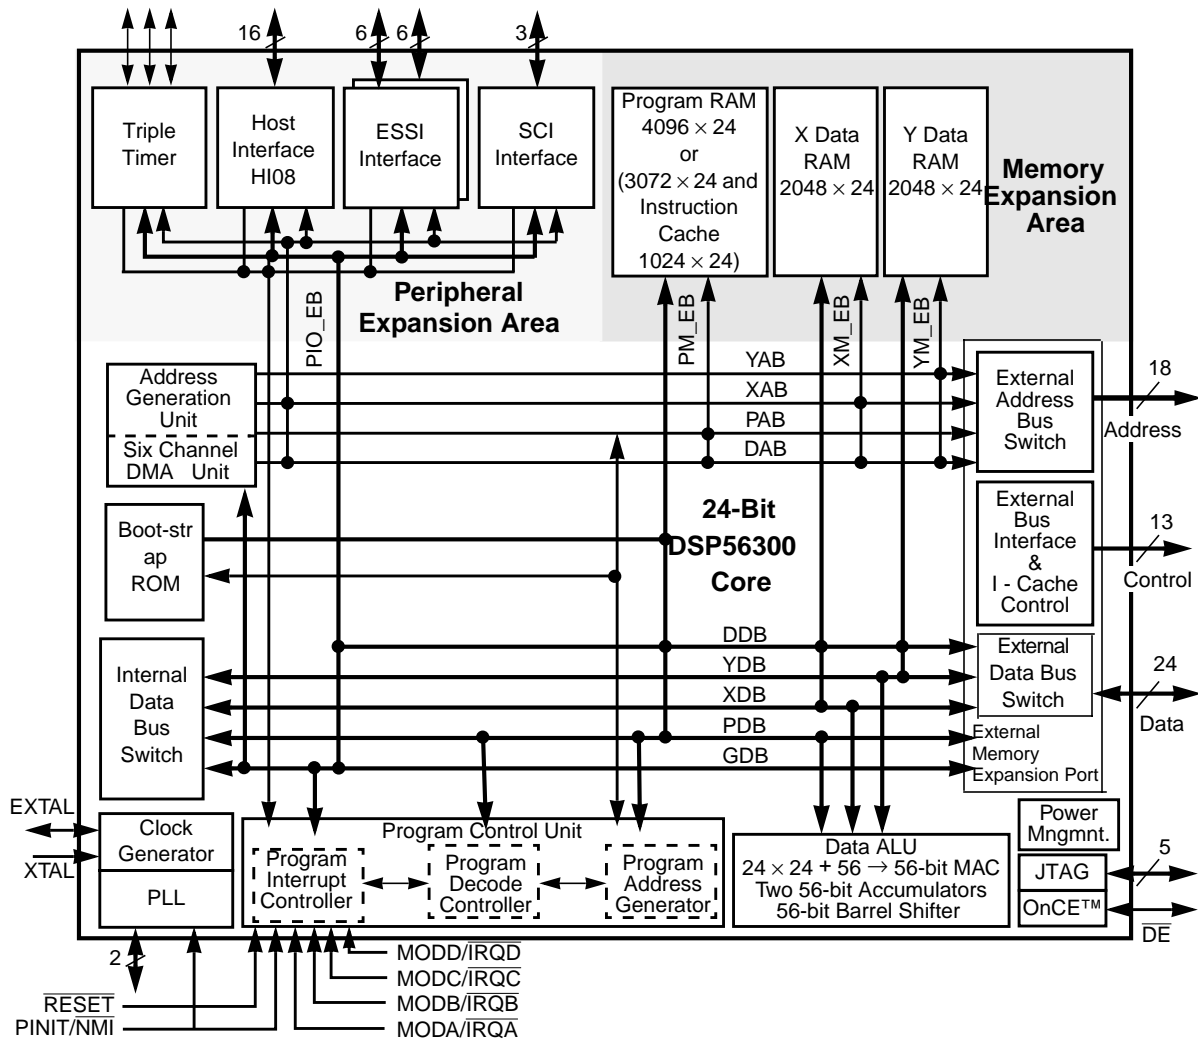 16
6
6
3
Triple
Timer
Host
Interface
HI08
ESSI
Interface
SCI
Interface
Program RAM
4096 × 24
or
(3072 × 24 and
Instruction
Cache
1024 × 24)
X Data
RAM
2048 × 24
Y Data
RAM
2048 × 24
Memory
Expansion
Area
Peripheral
Expansion Area
PIO_EB
PM_EB
XM_EB
YM_EB
Address
Generation
Unit
Six Channel
DMA Unit
YAB
XAB
PAB
DAB
External
Address
Bus
Switch
18
Address
Boot-str
ap
ROM
24-Bit
DSP56300
Core
External
Bus
Interface
&
I - Cache
Control
13
Control
Internal
Data
Bus
Switch
DDB
YDB
XDB
PDB
GDB
External
Data Bus
Switch
24
Data
External
Memory
Expansion Port
EXTAL
XTAL
Clock
Generator
PLL
2
Program Control Unit
Program
Interrupt
Controller
Program
Decode
Controller
Program
Address
Generator
Data ALU
24 × 24 + 56 → 56-bit MAC
Two 56-bit Accumulators
56-bit Barrel Shifter
Power
Mngmnt.
JTAG
OnCE™
5
DE
MODD/IRQD
MODC/IRQC
MODB/IRQB
MODA/IRQA
RESET
PINIT/NMI